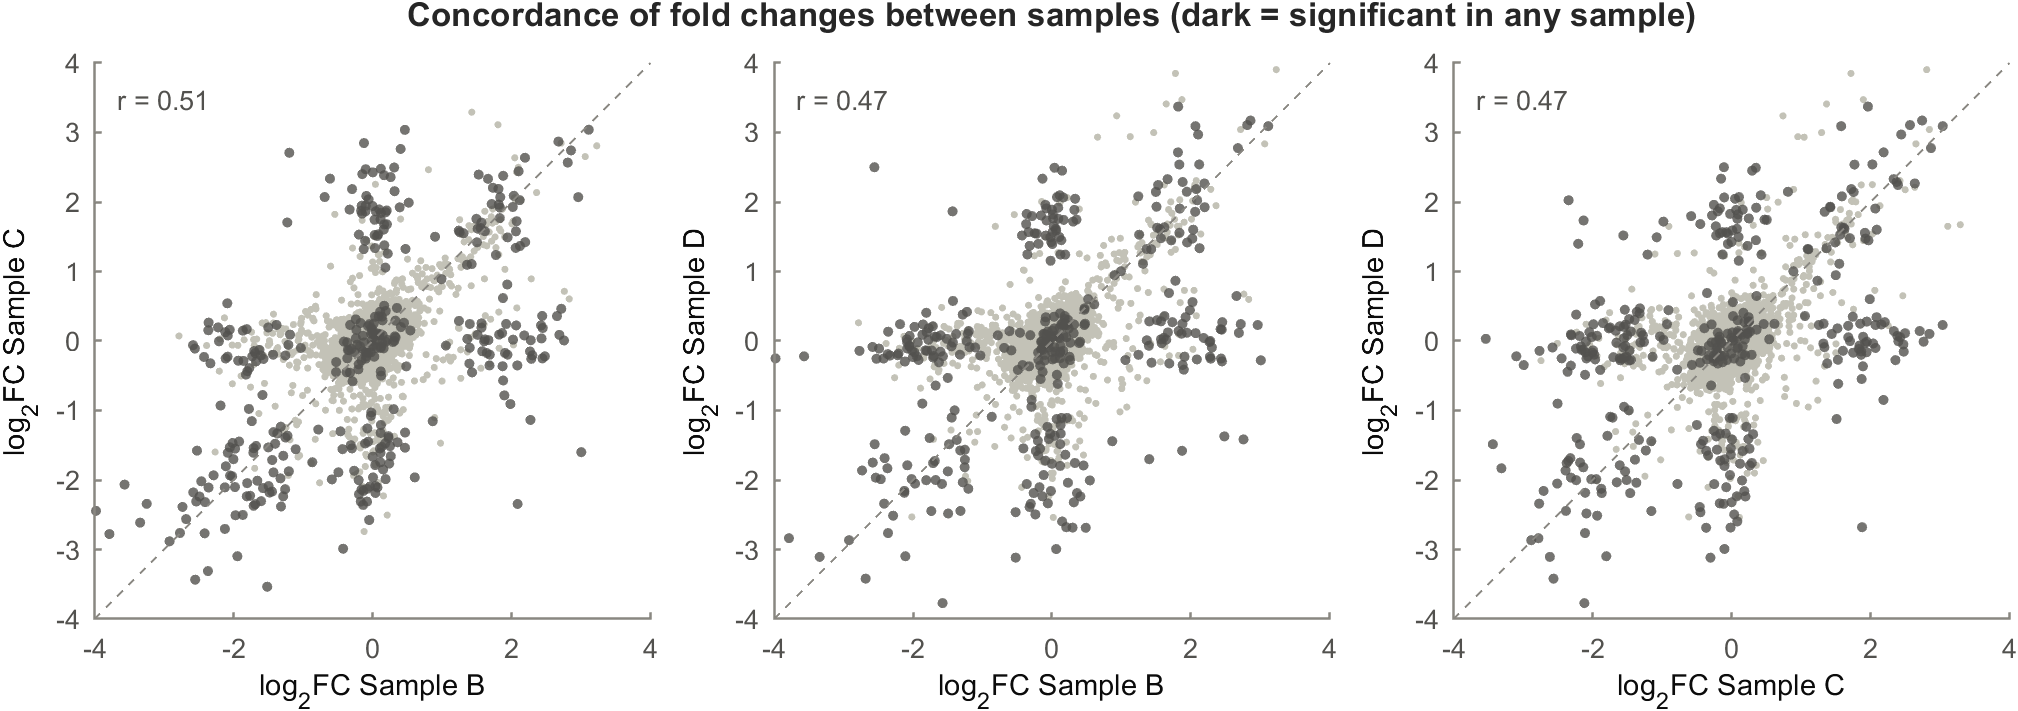 Concordance of fold changes between samples (dark = significant in any sample)
r = 0.51
4
3
2
1
0
-1
-2
-3
-4
-4 -2 0 2 4
log2FC Sample C
log2FC Sample B
r = 0.47
4
3
2
1
0
-1
-2
-3
-4
-4 -2 0 2 4
log2FC Sample D
log2FC Sample B
r = 0.47
4
3
2
1
0
-1
-2
-3
-4
-4 -2 0 2 4
log2FC Sample D
log2FC Sample C